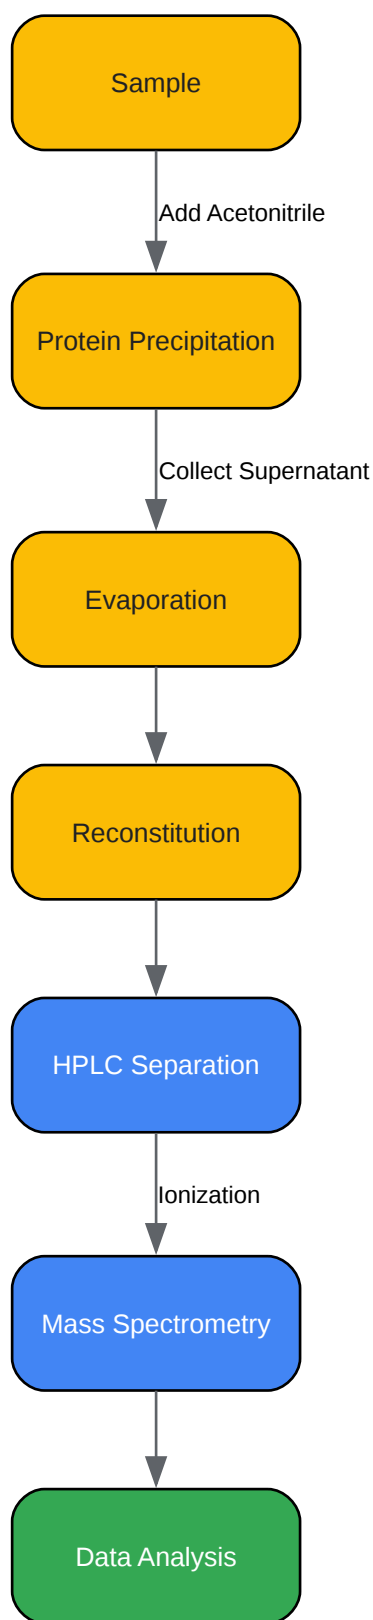 Sample
Add Acetonitrile
Protein Precipitation
Collect Supernatant
Evaporation
Reconstitution
HPLC Separation
Ionization
Mass Spectrometry
Data Analysis